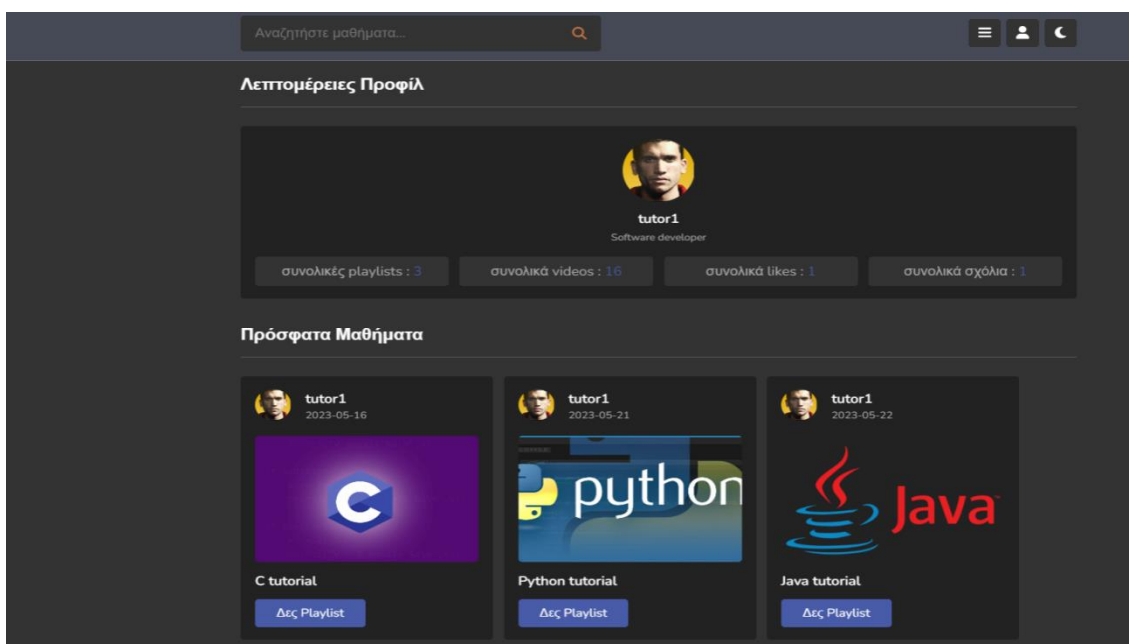 Αναζητήστε μαθήματα...
Λεπτομέρειες Προφίλ
tutor1
Software developer
συνολικές playlists : 3
συνολικά videos : 16
συνολικά likes : 1
συνολικά σχόλια : 1
Πρόσφατα Μαθήματα
tutor1
2023-05-16
C
C tutorial
Δες Playlist
tutor1
2023-05-21
python
Python tutorial
Δες Playlist
tutor1
2023-05-22
Java
Java tutorial
Δες Playlist